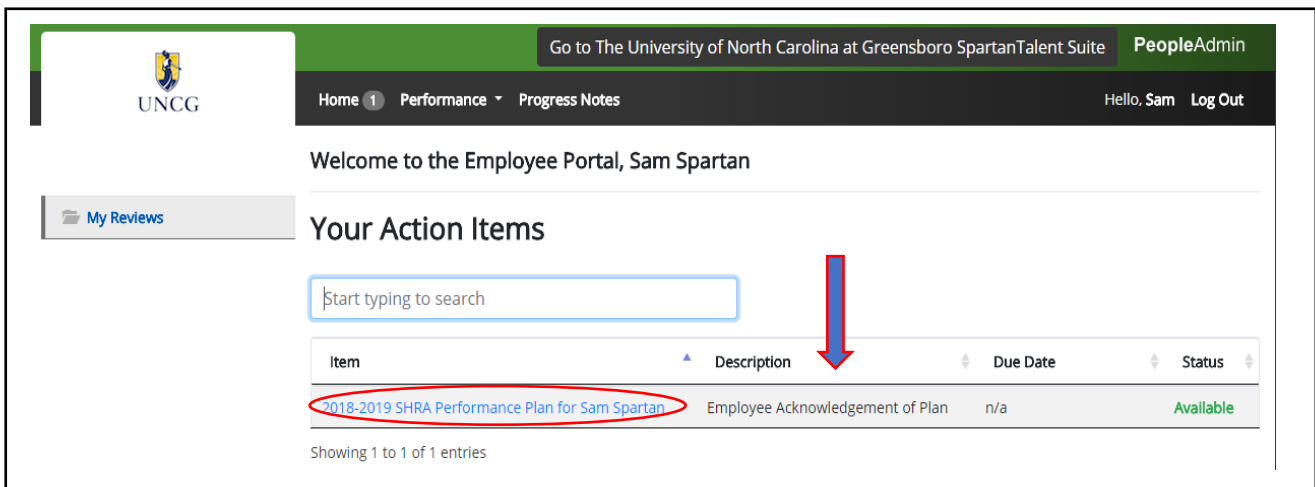 Go to The University of North Carolina at Greensboro SpartanTalent Suite PeopleAdmin
UNCG
Home 1 Performance Progress Notes Hello, Sam Log Out
Welcome to the Employee Portal, Sam Spartan
My Reviews
Your Action Items
Start typing to search
Item Description Due Date Status
2018-2019 SHRA Performance Plan for Sam Spartan Employee Acknowledgement of Plan n/a Available
Showing 1 to 1 of 1 entries